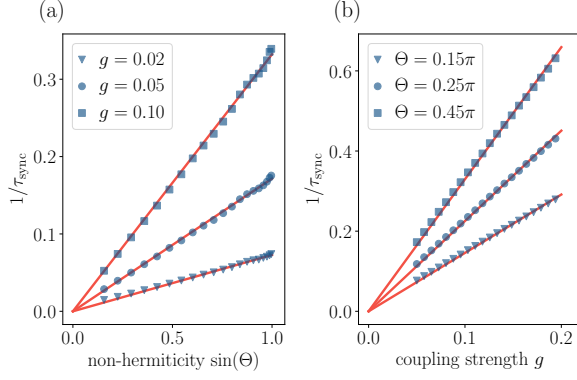 (a)
g = 0.02
g = 0.05
g = 0.10
1/τsync
0.3
0.2
0.1
0.0
0.0 0.5 1.0
non-hermiticity sin(Θ)
(b)
Θ = 0.15π
Θ = 0.25π
Θ = 0.45π
1/τsync
0.6
0.4
0.2
0.0
0.0 0.1 0.2
coupling strength g